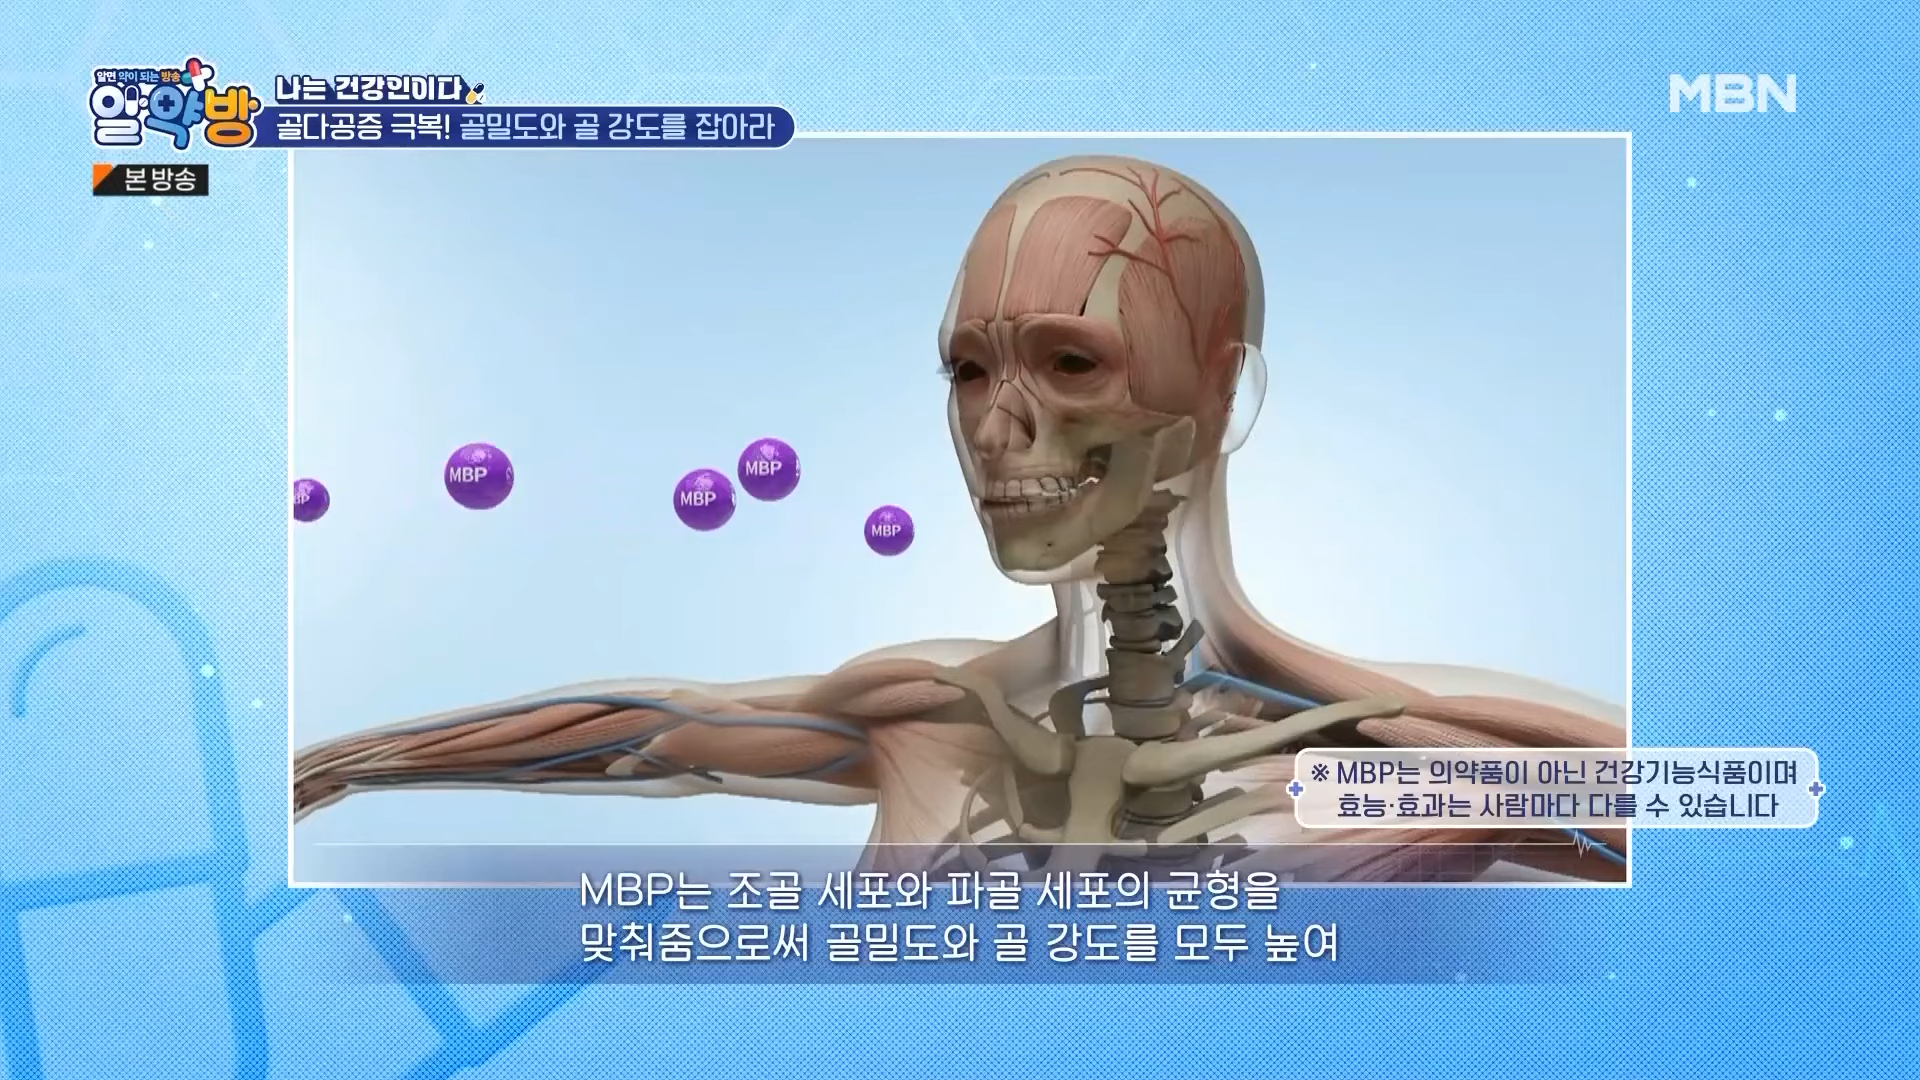 알면 약이 되는 방송
알약방
나는 건강인이다
골다공증 극복! 골밀도와 골 강도를 잡아라
MBN
본 방송
MBP
MBP
MBP
BP
MBP
※ MBP는 의약품이 아닌 건강기능식품이며
효능·효과는 사람마다 다를 수 있습니다
MBP는 조골 세포와 파골 세포의 균형을
맞춰줌으로써 골밀도와 골 강도를 모두 높여